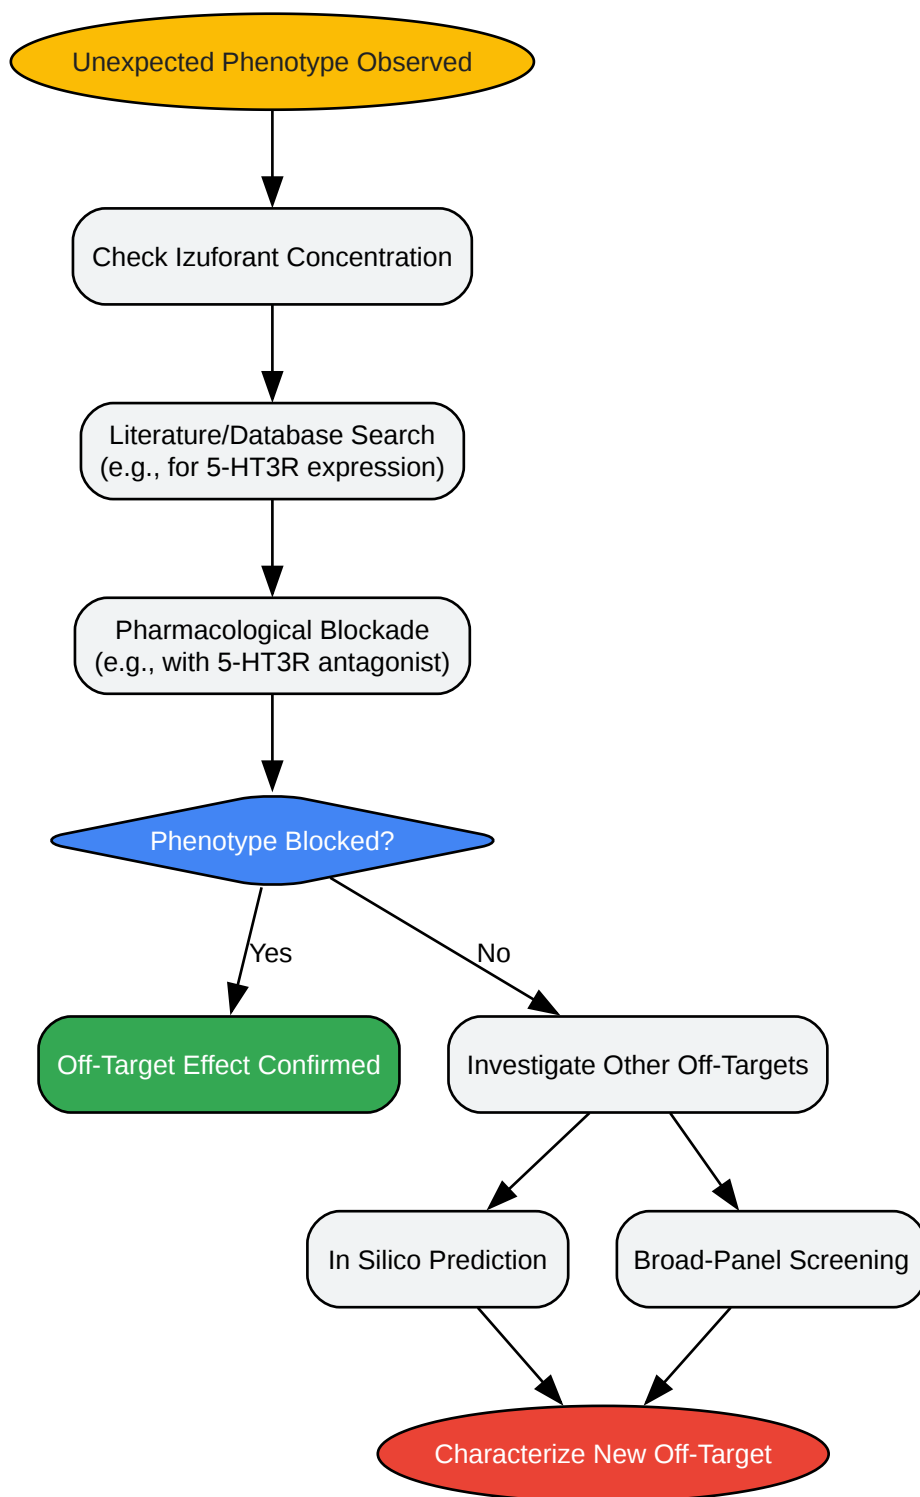 Unexpected Phenotype Observed
Check Izuforant Concentration
Literature/Database Search
(e.g., for 5-HT3R expression)
Pharmacological Blockade
(e.g., with 5-HT3R antagonist)
Phenotype Blocked?
Yes
No
Off-Target Effect Confirmed
Investigate Other Off-Targets
In Silico Prediction
Broad-Panel Screening
Characterize New Off-Target